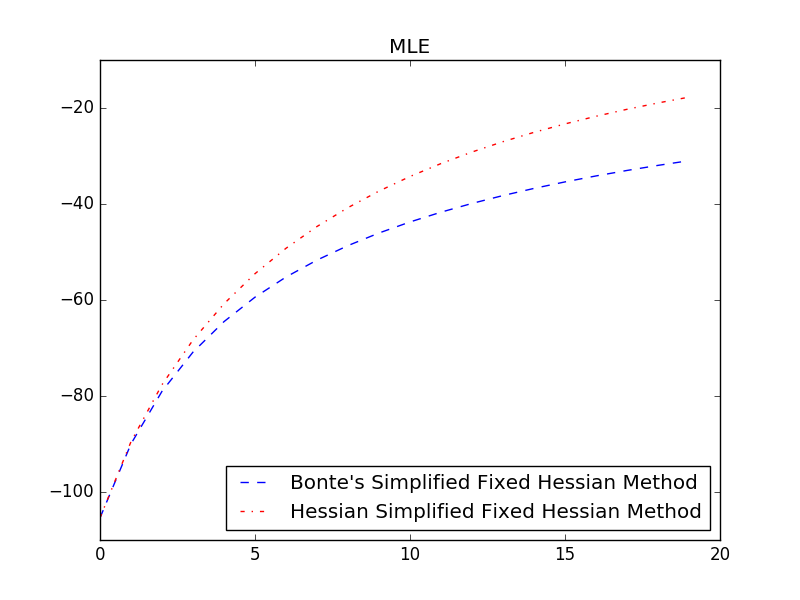 MLE
−20
−40
−60
−80
−100
0 5 10 15 20
Bonte's Simplified Fixed Hessian Method
Hessian Simplified Fixed Hessian Method